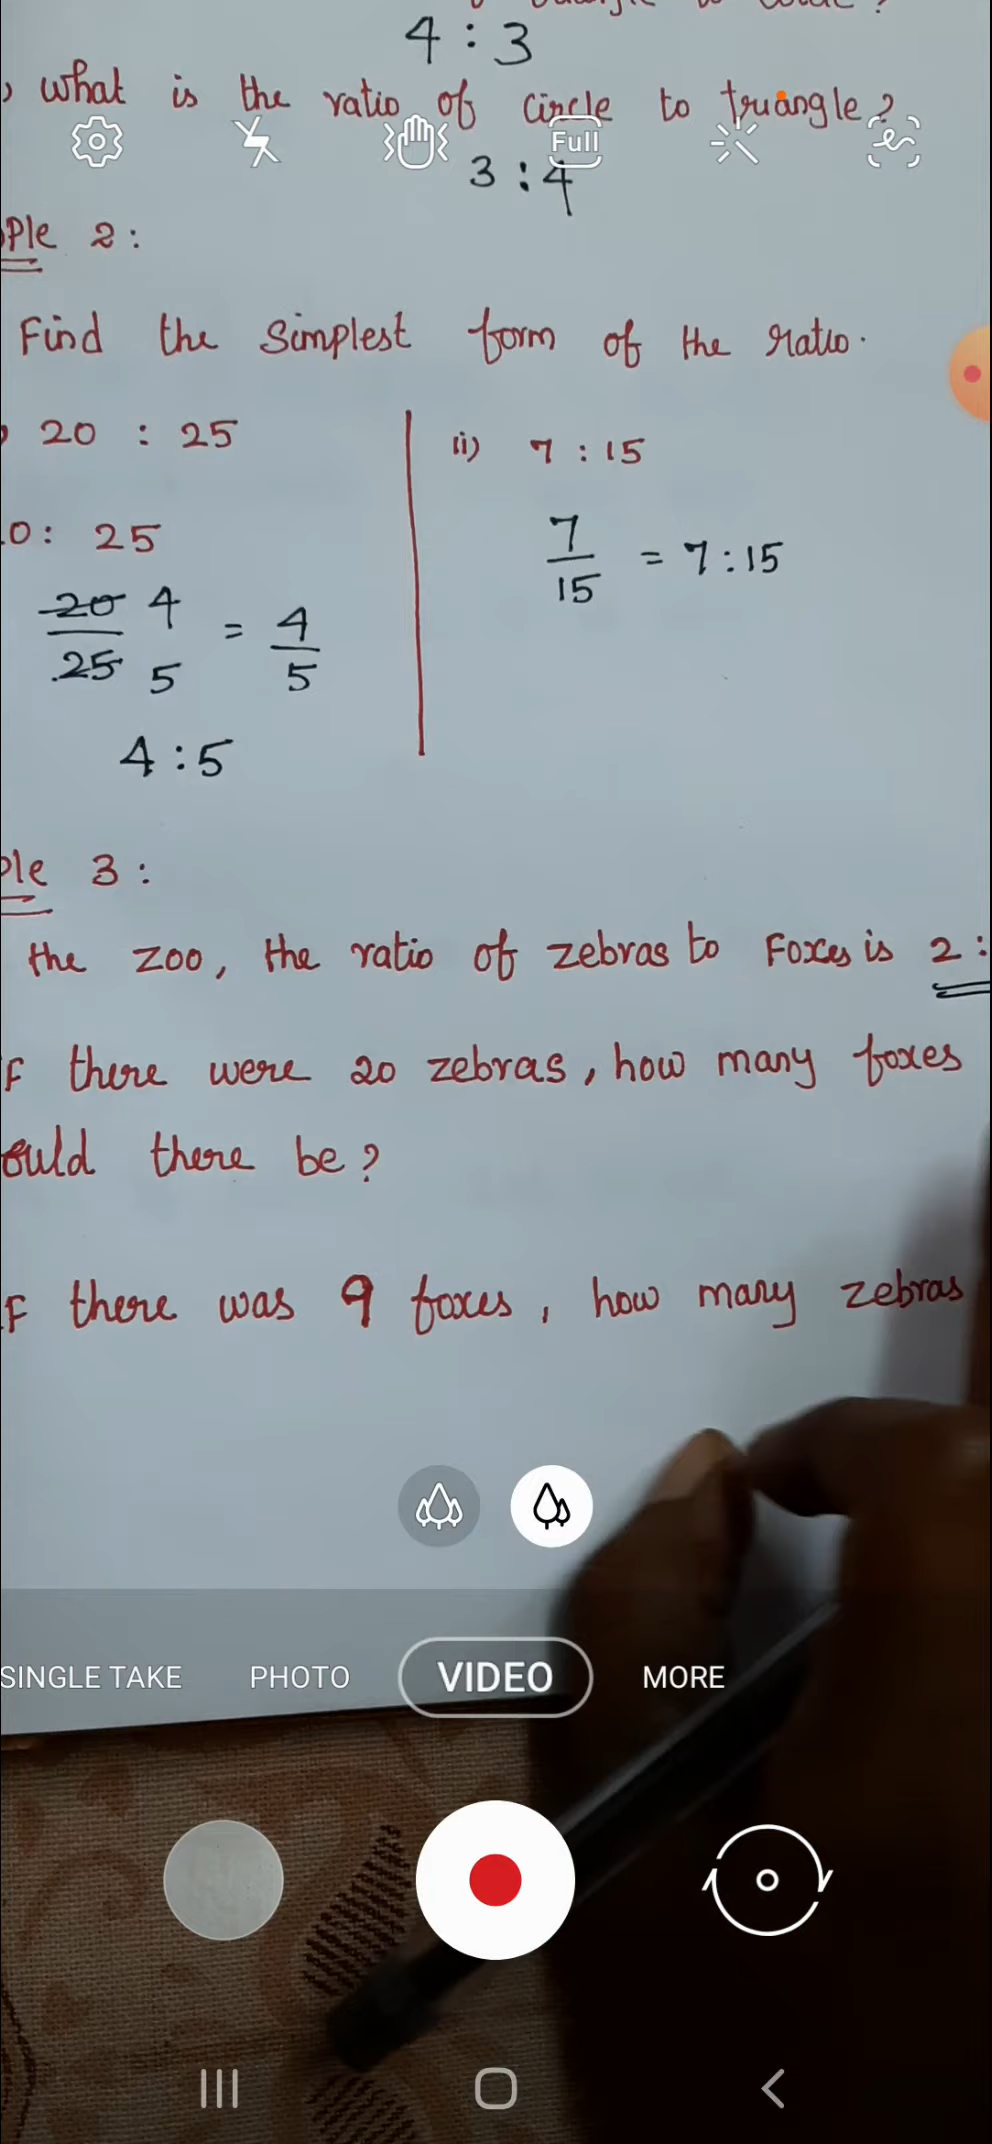 4 : 3
what is the ratio of circle to truangle?
Full
3 : 4
Ple 2 :
Find the Simplest form of the ratio.
20 : 25
(ii) 7 : 15
0 : 25
7/15 = 7 : 15
20/25 4/5 = 4/5
4 : 5
ple 3 :
the zoo, the ratio of zebras to Foxes is 2 :
F there were 20 zebras, how many foxes
ould there be?
F there was 9 foxes, how many zebras
SINGLE TAKE PHOTO VIDEO MORE